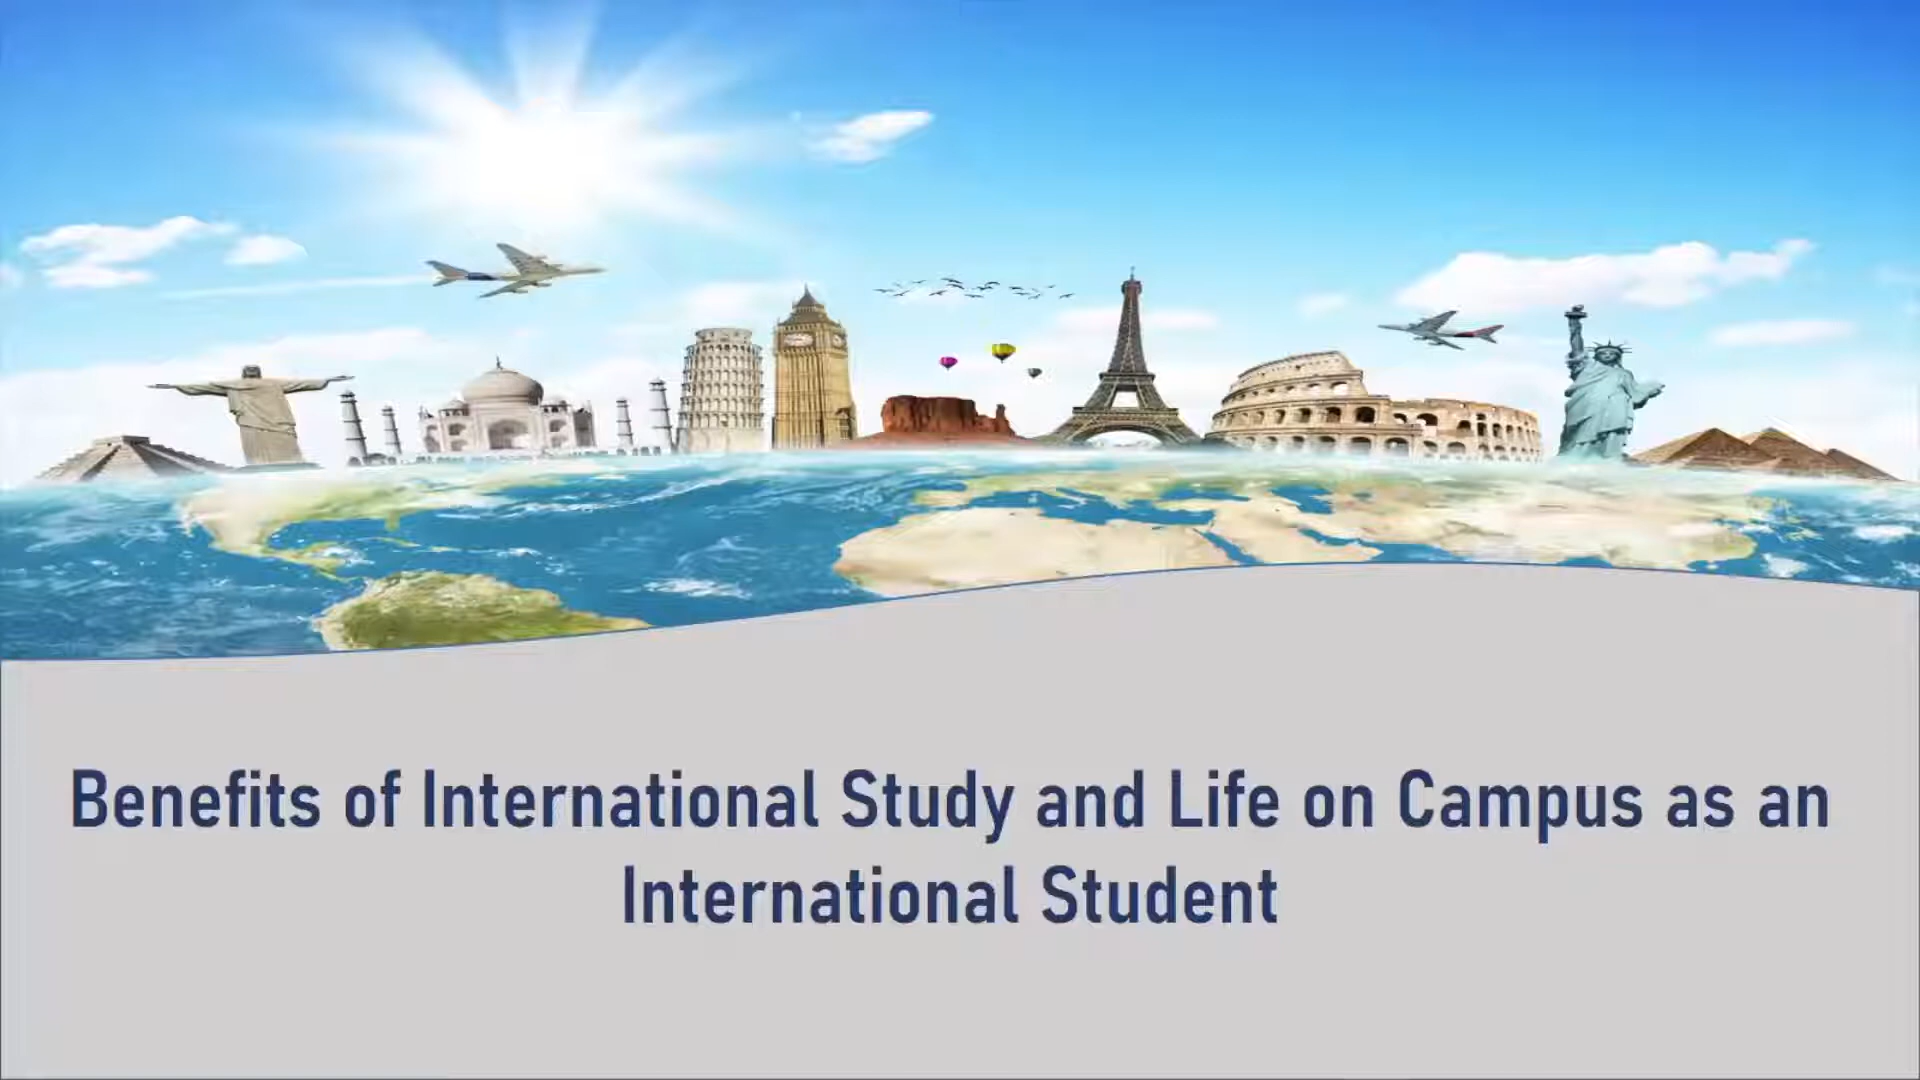 Benefits of International Study and Life on Campus as an
International Student